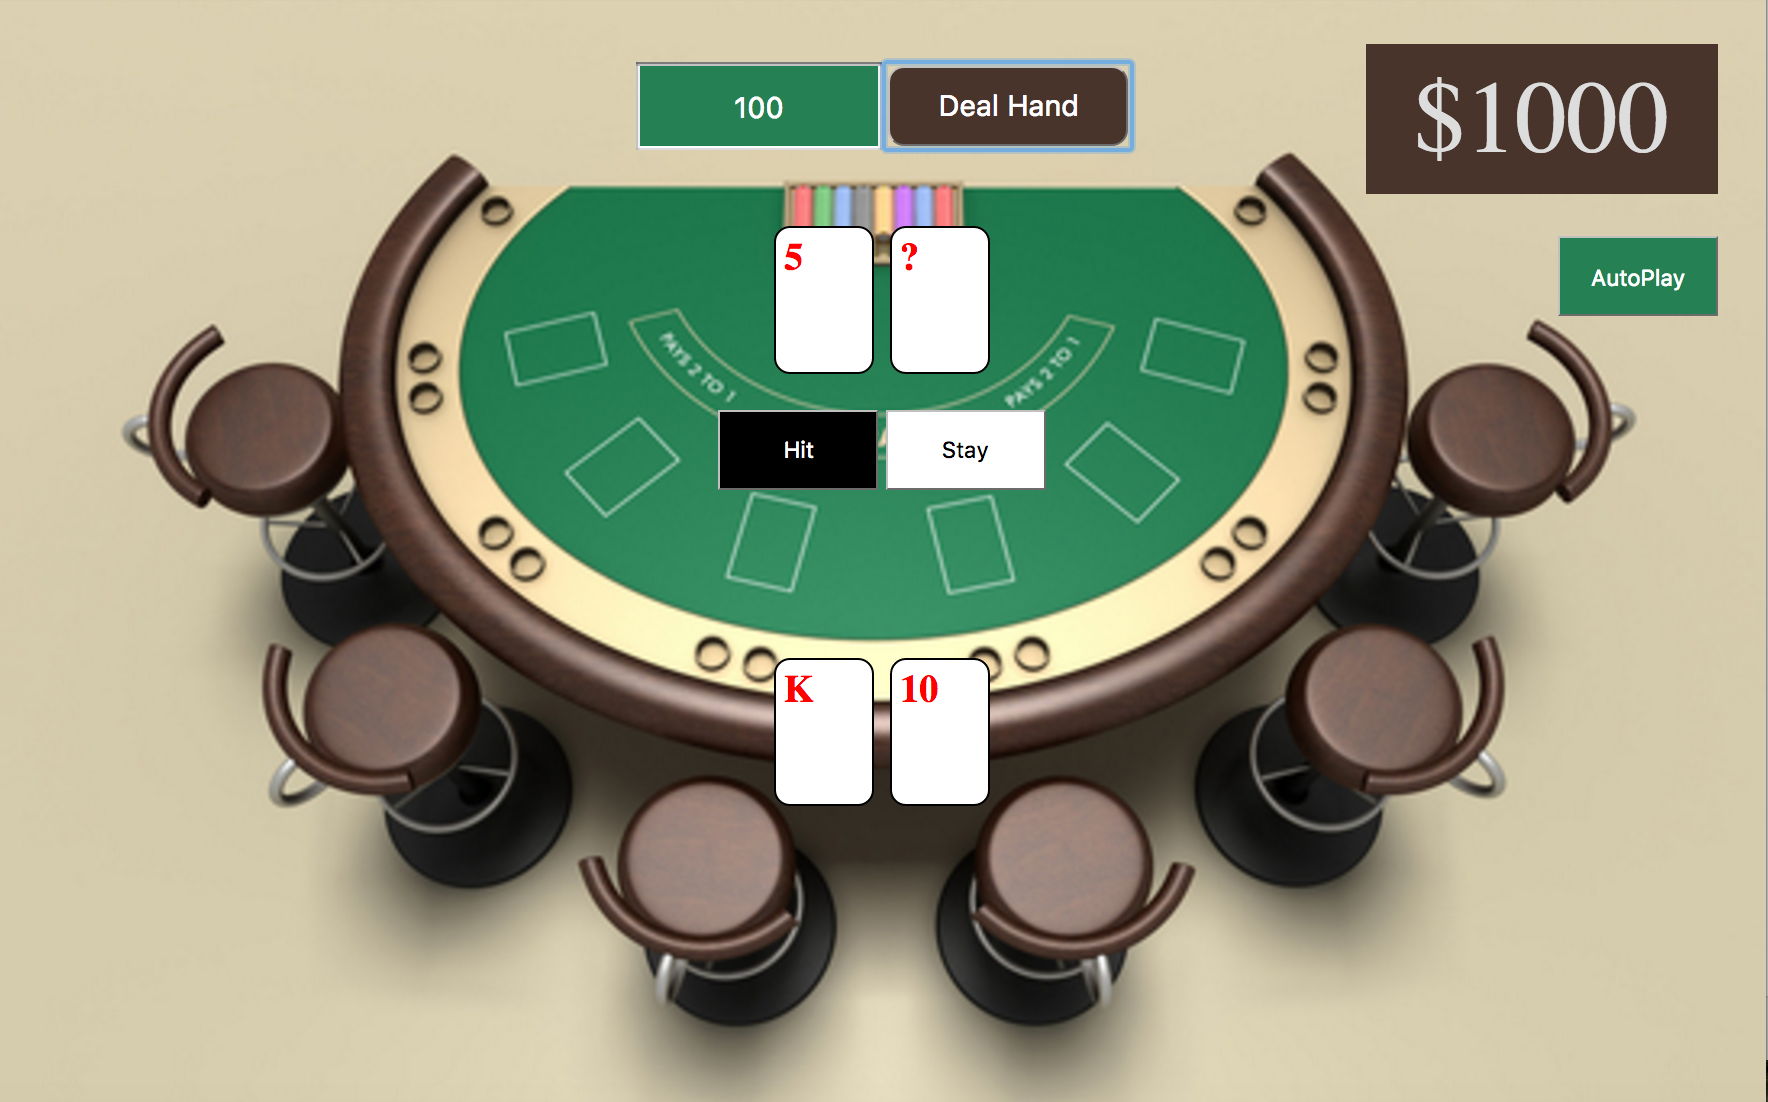 100
Deal Hand
$1000
AutoPlay
5
?
PAYS 2 TO 1
PAYS 2 TO 1
Hit
Stay
K
10